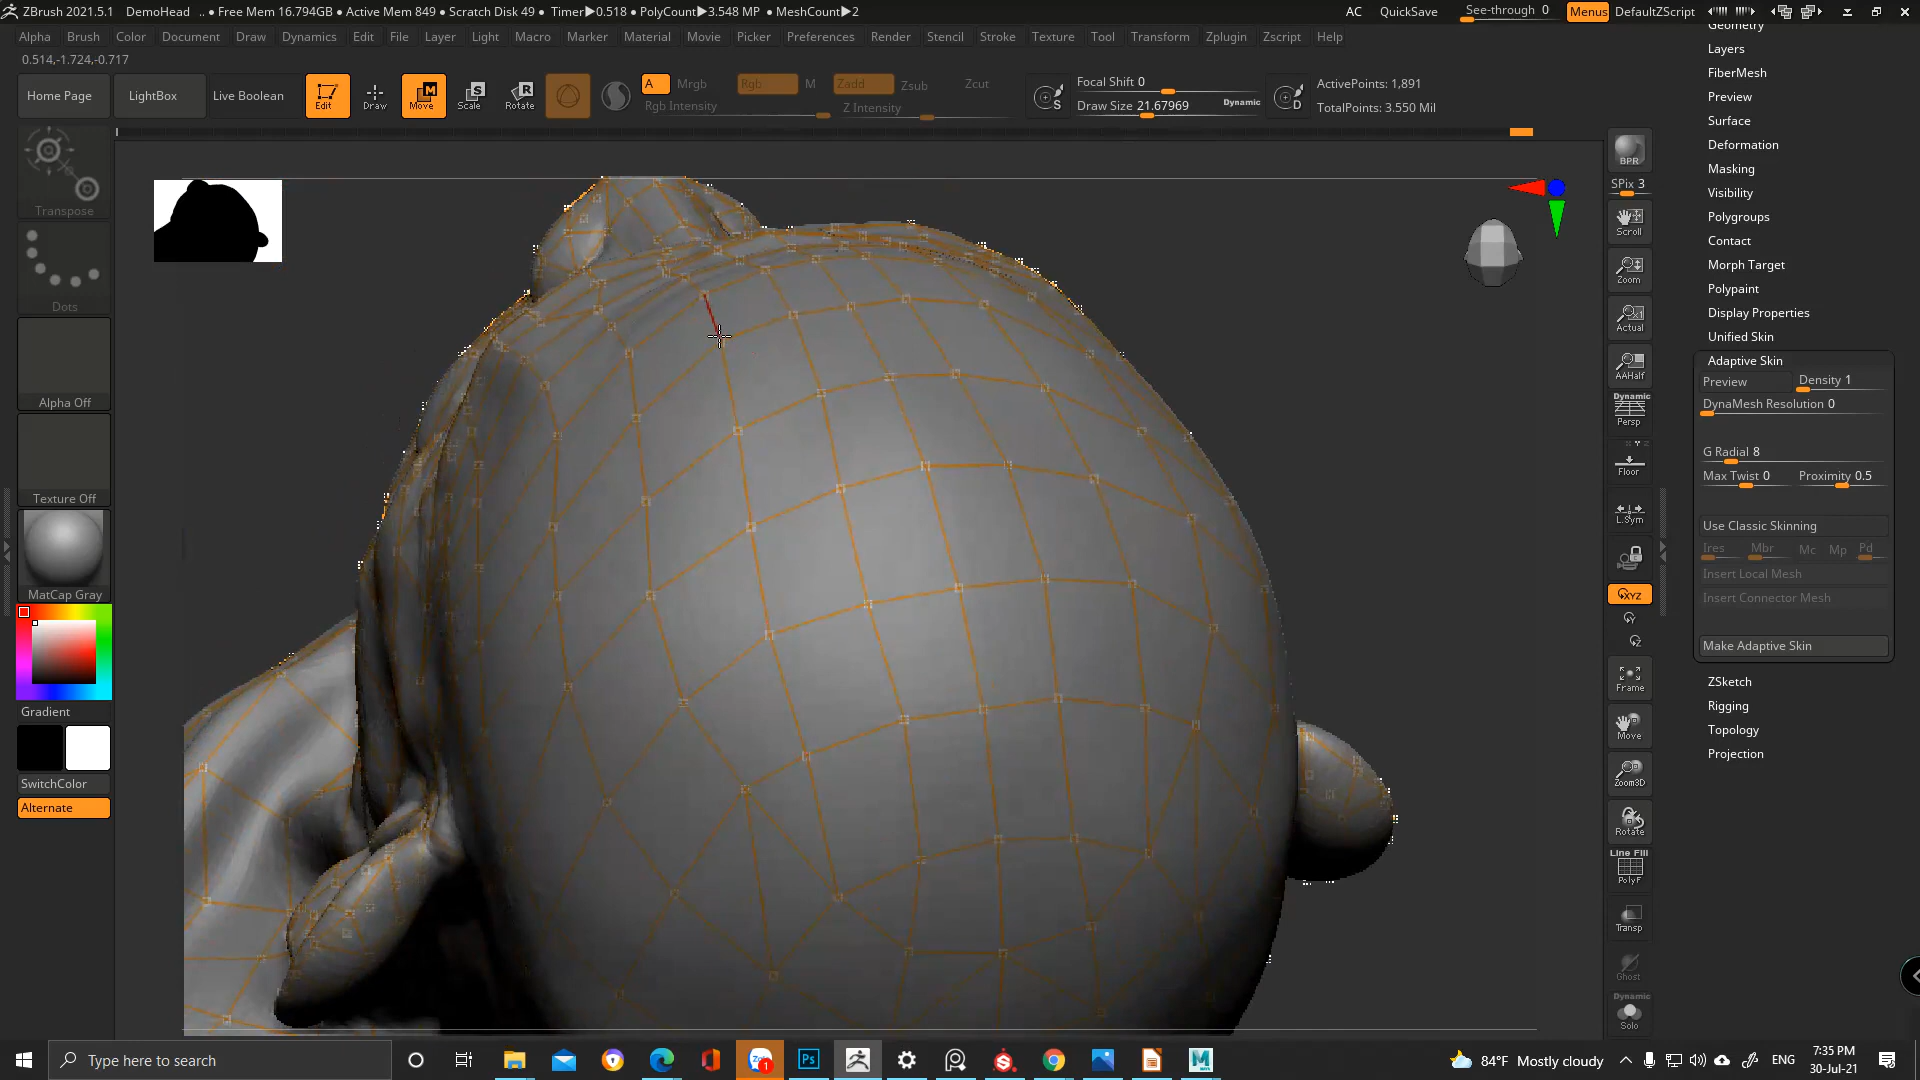 ZBrush 2021.5.1 DemoHead .. • Free Mem 16.794GB • Active Mem 849 • Scratch Disk 49 • Timer▶0.518 • PolyCount▶3.548 MP • MeshCount▶2 AC QuickSave See-through 0 Menus DefaultZScript
Alpha Brush Color Document Draw Dynamics Edit File Layer Light Macro Marker Material Movie Picker Preferences Render Stencil Stroke Texture Tool Transform Zplugin Zscript Help
0.514,-1.724,-0.717
Home Page LightBox Live Boolean Edit Draw Move Scale Rotate A Mrgb Rgb M Zadd Zsub Zcut
Rgb Intensity Z Intensity
S Focal Shift 0
Draw Size 21.67969 Dynamic D
ActivePoints: 1,891
TotalPoints: 3.550 Mil
Transpose
Dots
Alpha Off
Texture Off
MatCap Gray
Gradient
SwitchColor
Alternate
BPR
SPix 3
Scroll
Zoom
Actual
AAHalf
Dynamic
Persp
Floor
L.Sym
XYZ
Y
Z
Frame
Move
Zoom3D
Rotate
Line Fill
PolyF
Transp
Ghost
Dynamic
Solo
Geometry
Layers
FiberMesh
Preview
Surface
Deformation
Masking
Visibility
Polygroups
Contact
Morph Target
Polypaint
Display Properties
Unified Skin
Adaptive Skin
Preview Density 1
DynaMesh Resolution 0
G Radial 8
Max Twist 0 Proximity 0.5
Use Classic Skinning
Ires Mbr Mc Mp Pd
Insert Local Mesh
Insert Connector Mesh
Make Adaptive Skin
ZSketch
Rigging
Topology
Projection
Type here to search
Ps
84°F Mostly cloudy
ENG
7:35 PM
30-Jul-21